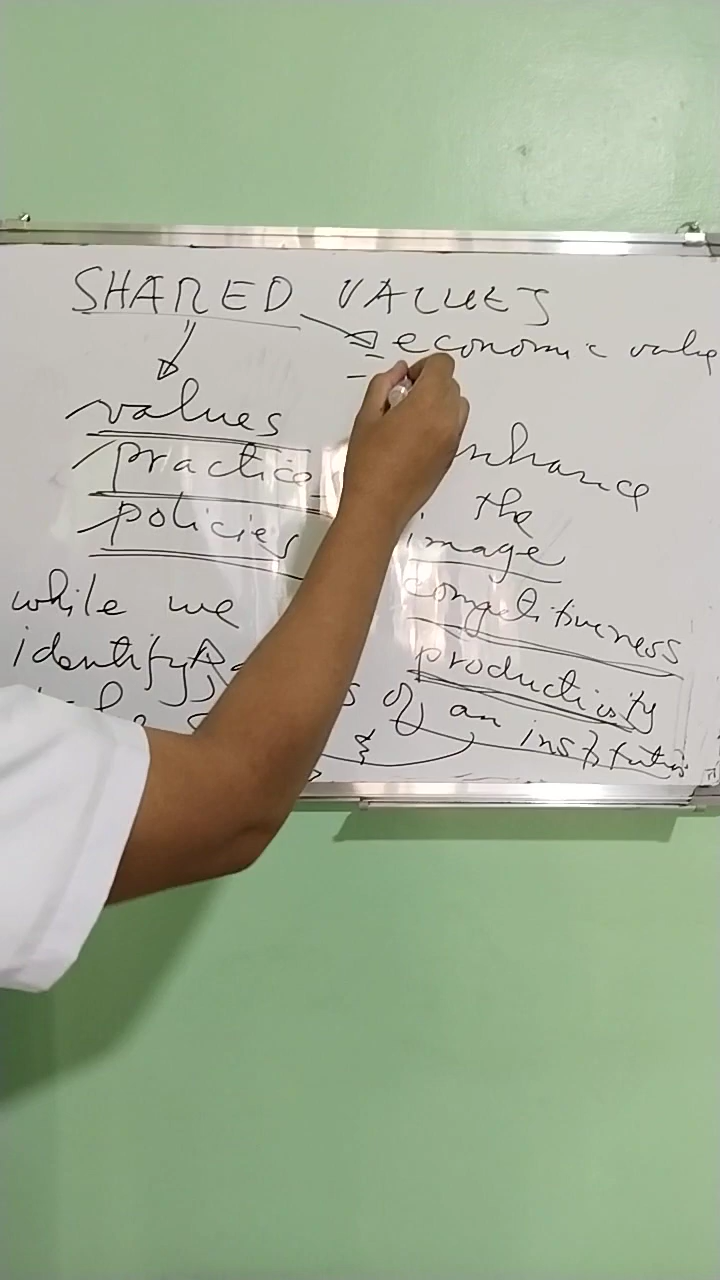 SHARED VALUES
economic value
values
practice
policies
enhance
the
image
competitiveness
productivity
of an institution
while we
identify